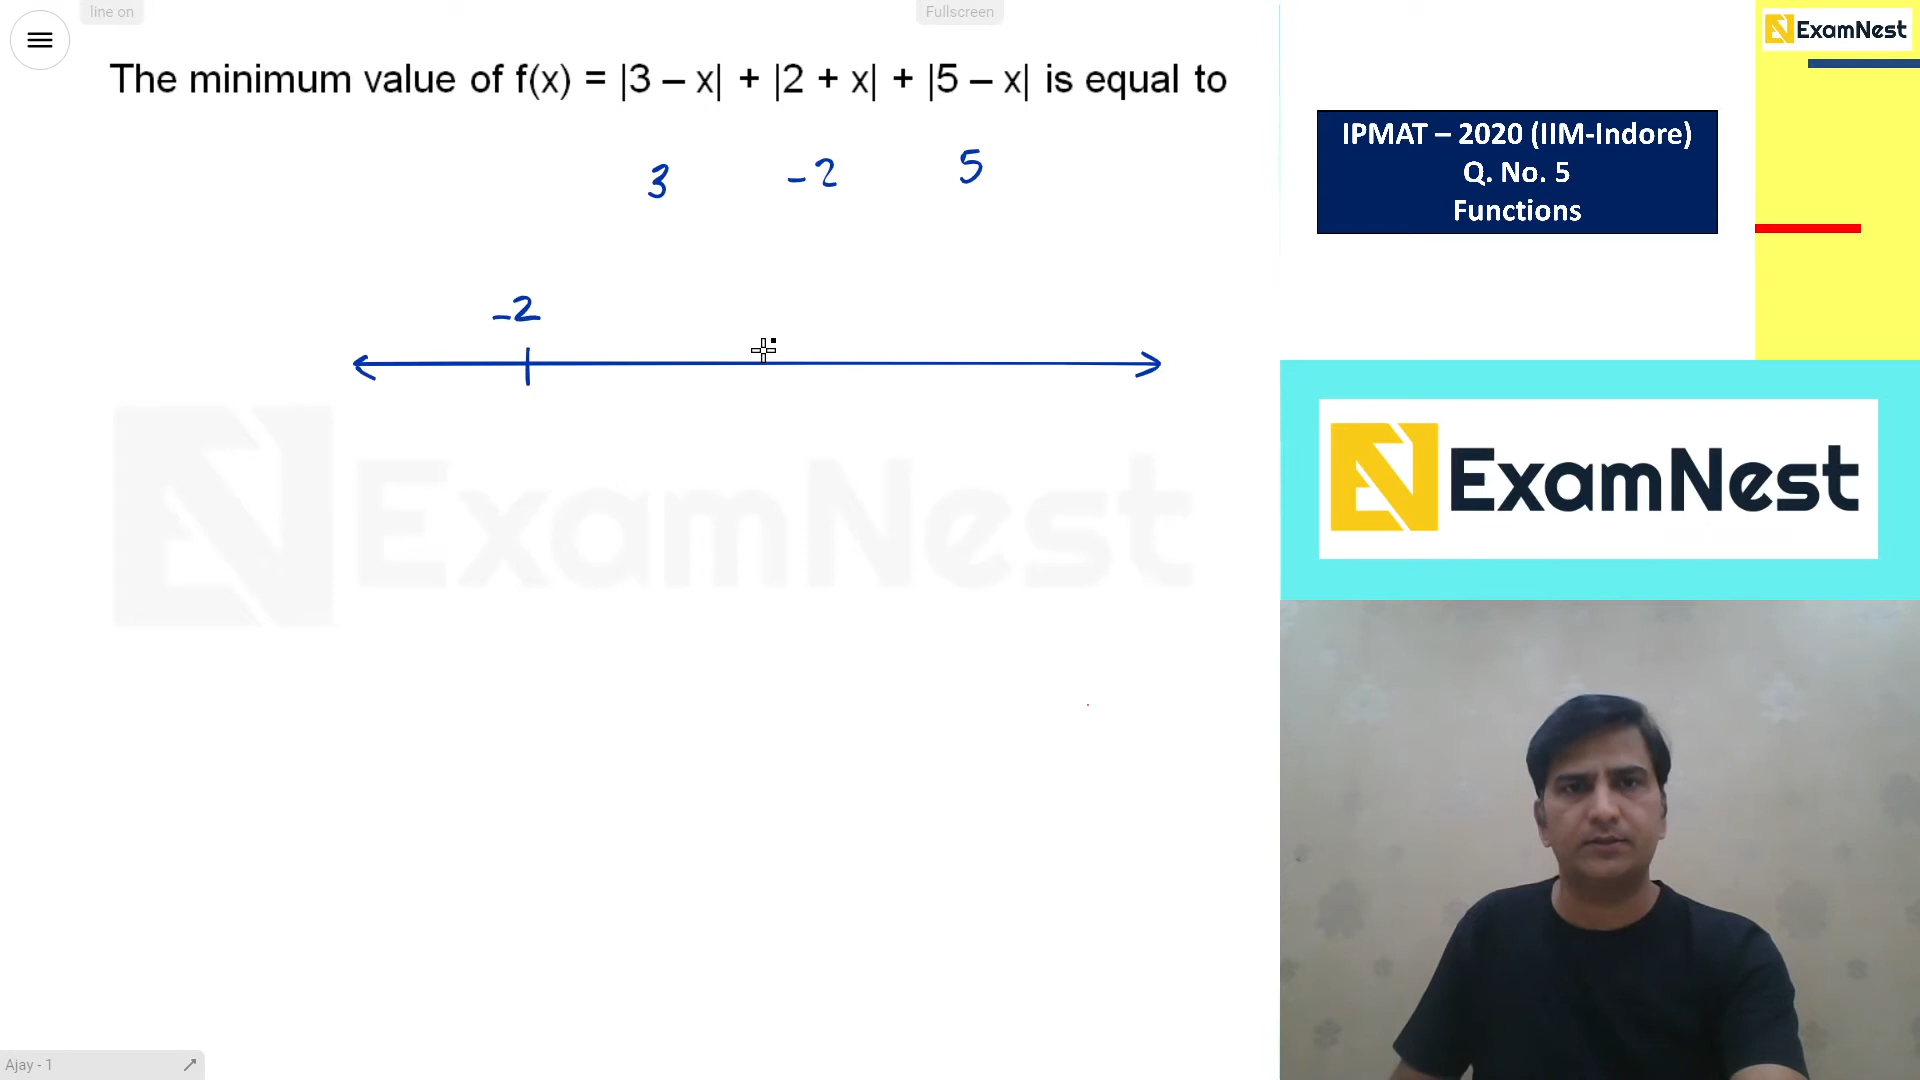 line on
Fullscreen
The minimum value of f(x) = |3 – x| + |2 + x| + |5 – x| is equal to
3 -2 5
-2
ExamNest
ExamNest
IPMAT – 2020 (IIM-Indore)
Q. No. 5
Functions
ExamNest
Ajay - 1